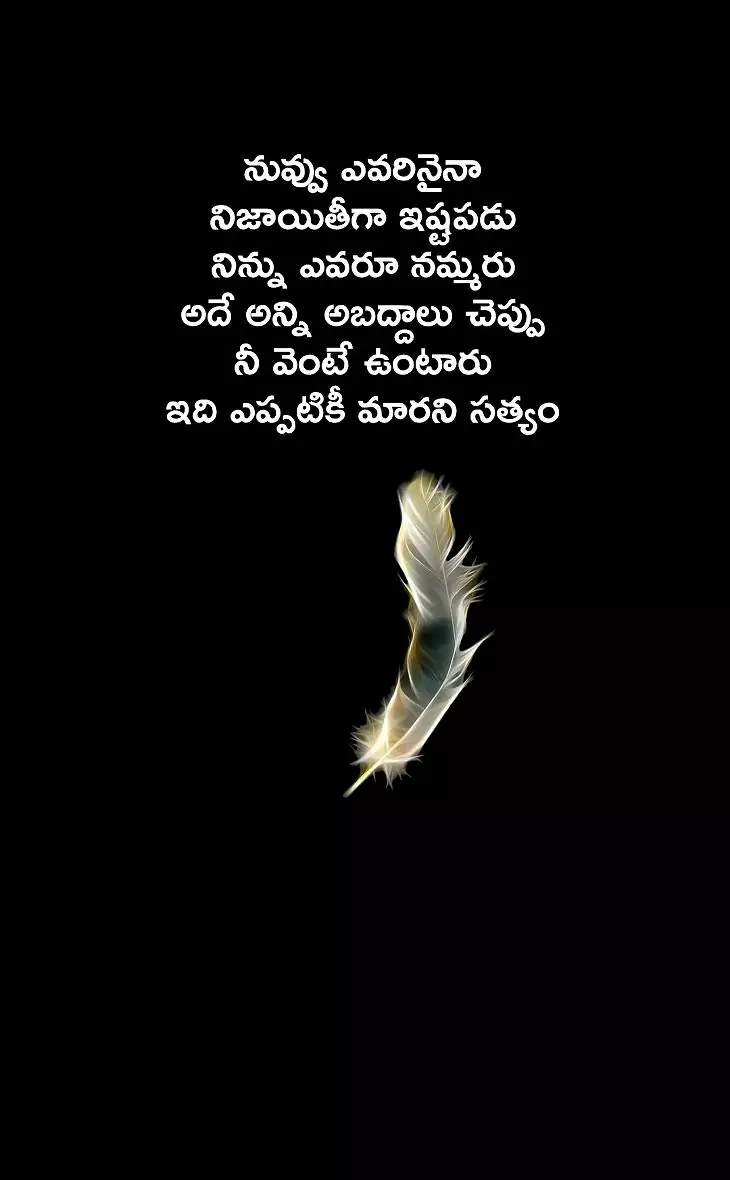 నువ్వు ఎవరినైనా
నిజాయితీగా ఇష్టపడు
నిన్ను ఎవరూ నమ్మరు
అదే అన్ని అబద్దాలు చెప్పు
నీ వెంటే ఉంటారు
ఇది ఎప్పటికీ మారని సత్యం